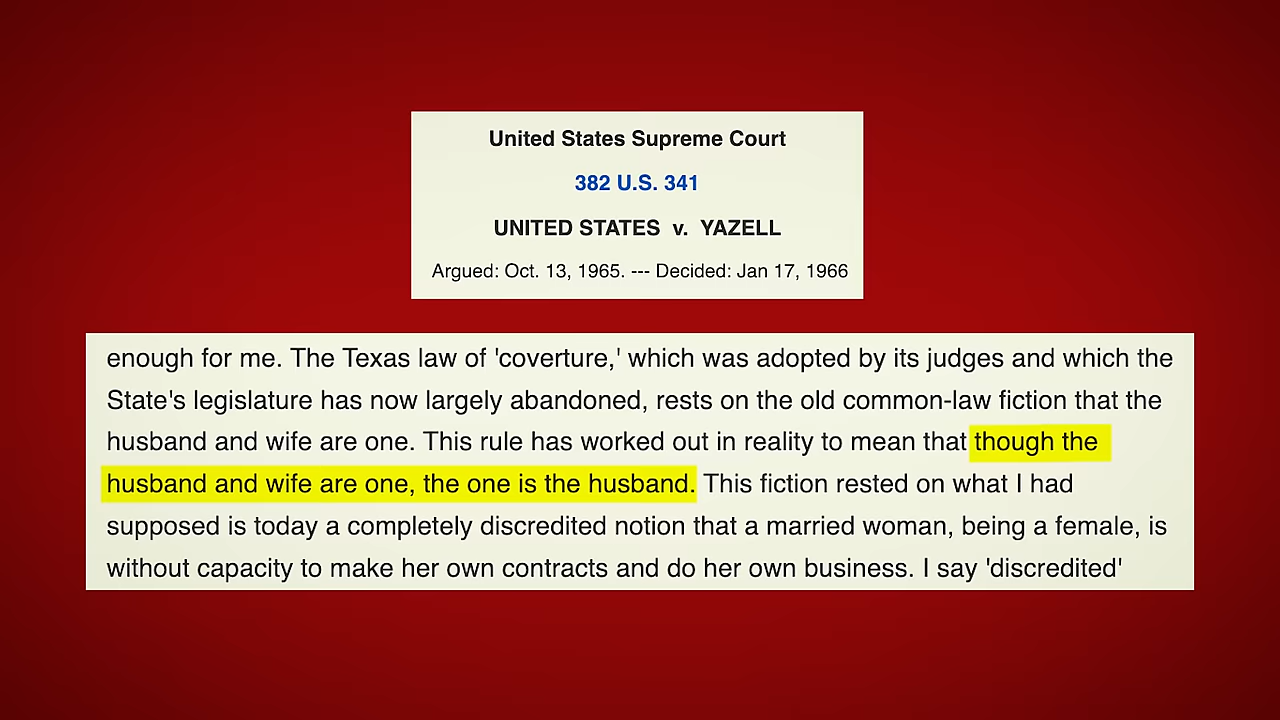 United States Supreme Court
382 U.S. 341
UNITED STATES v. YAZELL
Argued: Oct. 13, 1965. --- Decided: Jan 17, 1966
enough for me. The Texas law of 'coverture,' which was adopted by its judges and which the
State's legislature has now largely abandoned, rests on the old common-law fiction that the
husband and wife are one. This rule has worked out in reality to mean that though the
husband and wife are one, the one is the husband. This fiction rested on what I had
supposed is today a completely discredited notion that a married woman, being a female, is
without capacity to make her own contracts and do her own business. I say 'discredited'